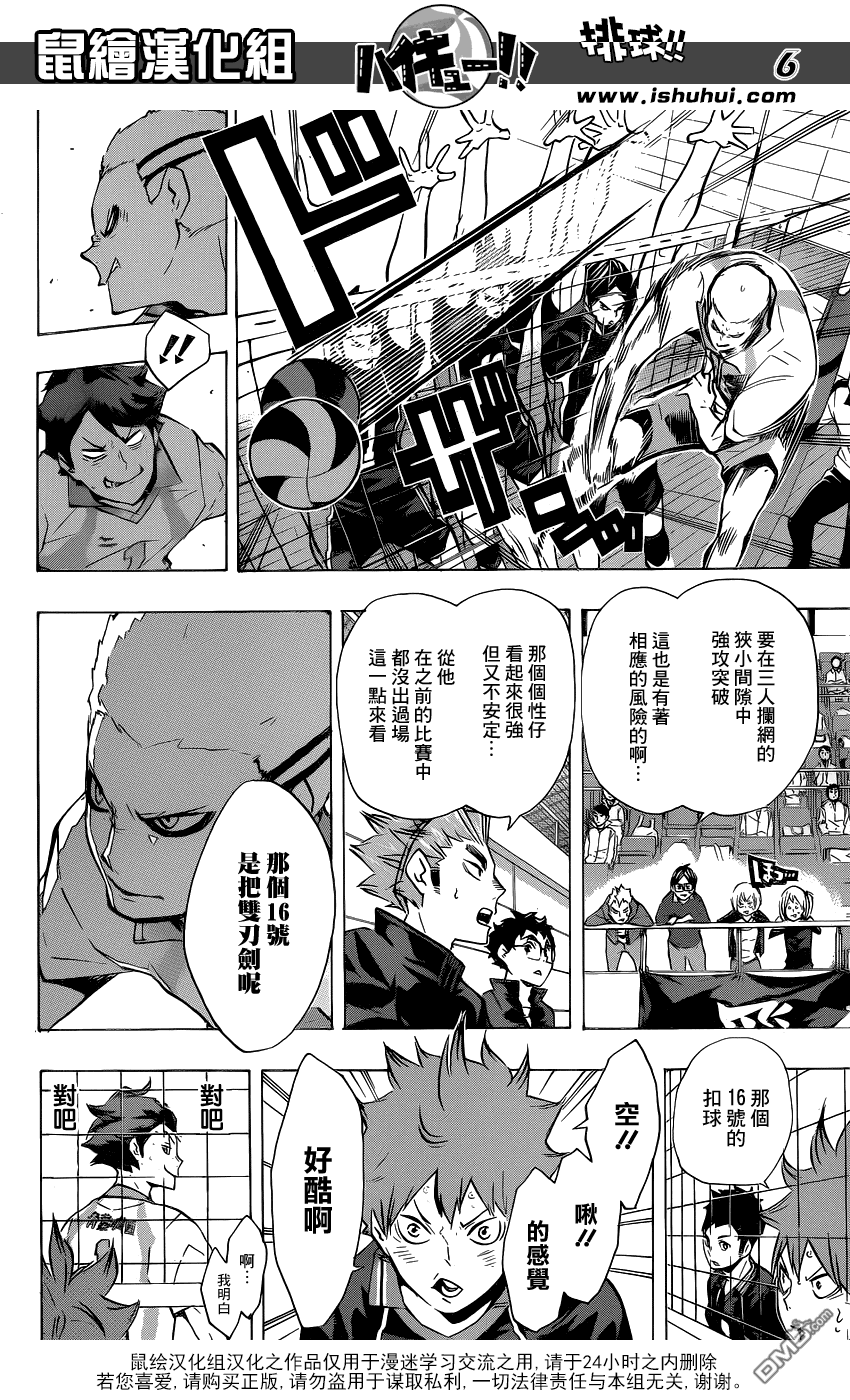 鼠繪漢化組
ハイキュー!!
排球!!
6
www.ishuhui.com
!!
要在三人攔網的
狹小間隙中
強攻突破
這也是有著
相應的風險的啊…
那個個性仔
看起來很強
但又不安定…
從他
在之前的比賽中
都沒出過場
這一點來看
那個16號
是把雙刃劍呢
那個
16號的
扣球
空!!
啾!!
的感覺
好酷啊
對吧
對吧
啊…
我明白
鼠绘汉化组汉化之作品仅用于漫迷学习交流之用, 请于24小时之内删除
若您喜爱, 请购买正版, 请勿盗用于谋取私利, 一切法律责任与本组无关, 谢谢.